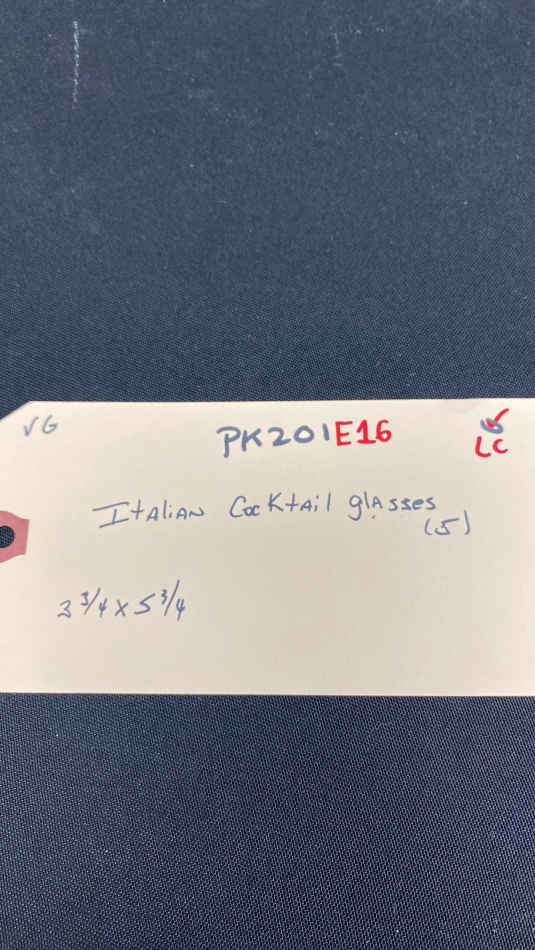 VG
PK201E16
LC
Italian Cocktail glasses
(5)
3 3/4 x 5 3/4